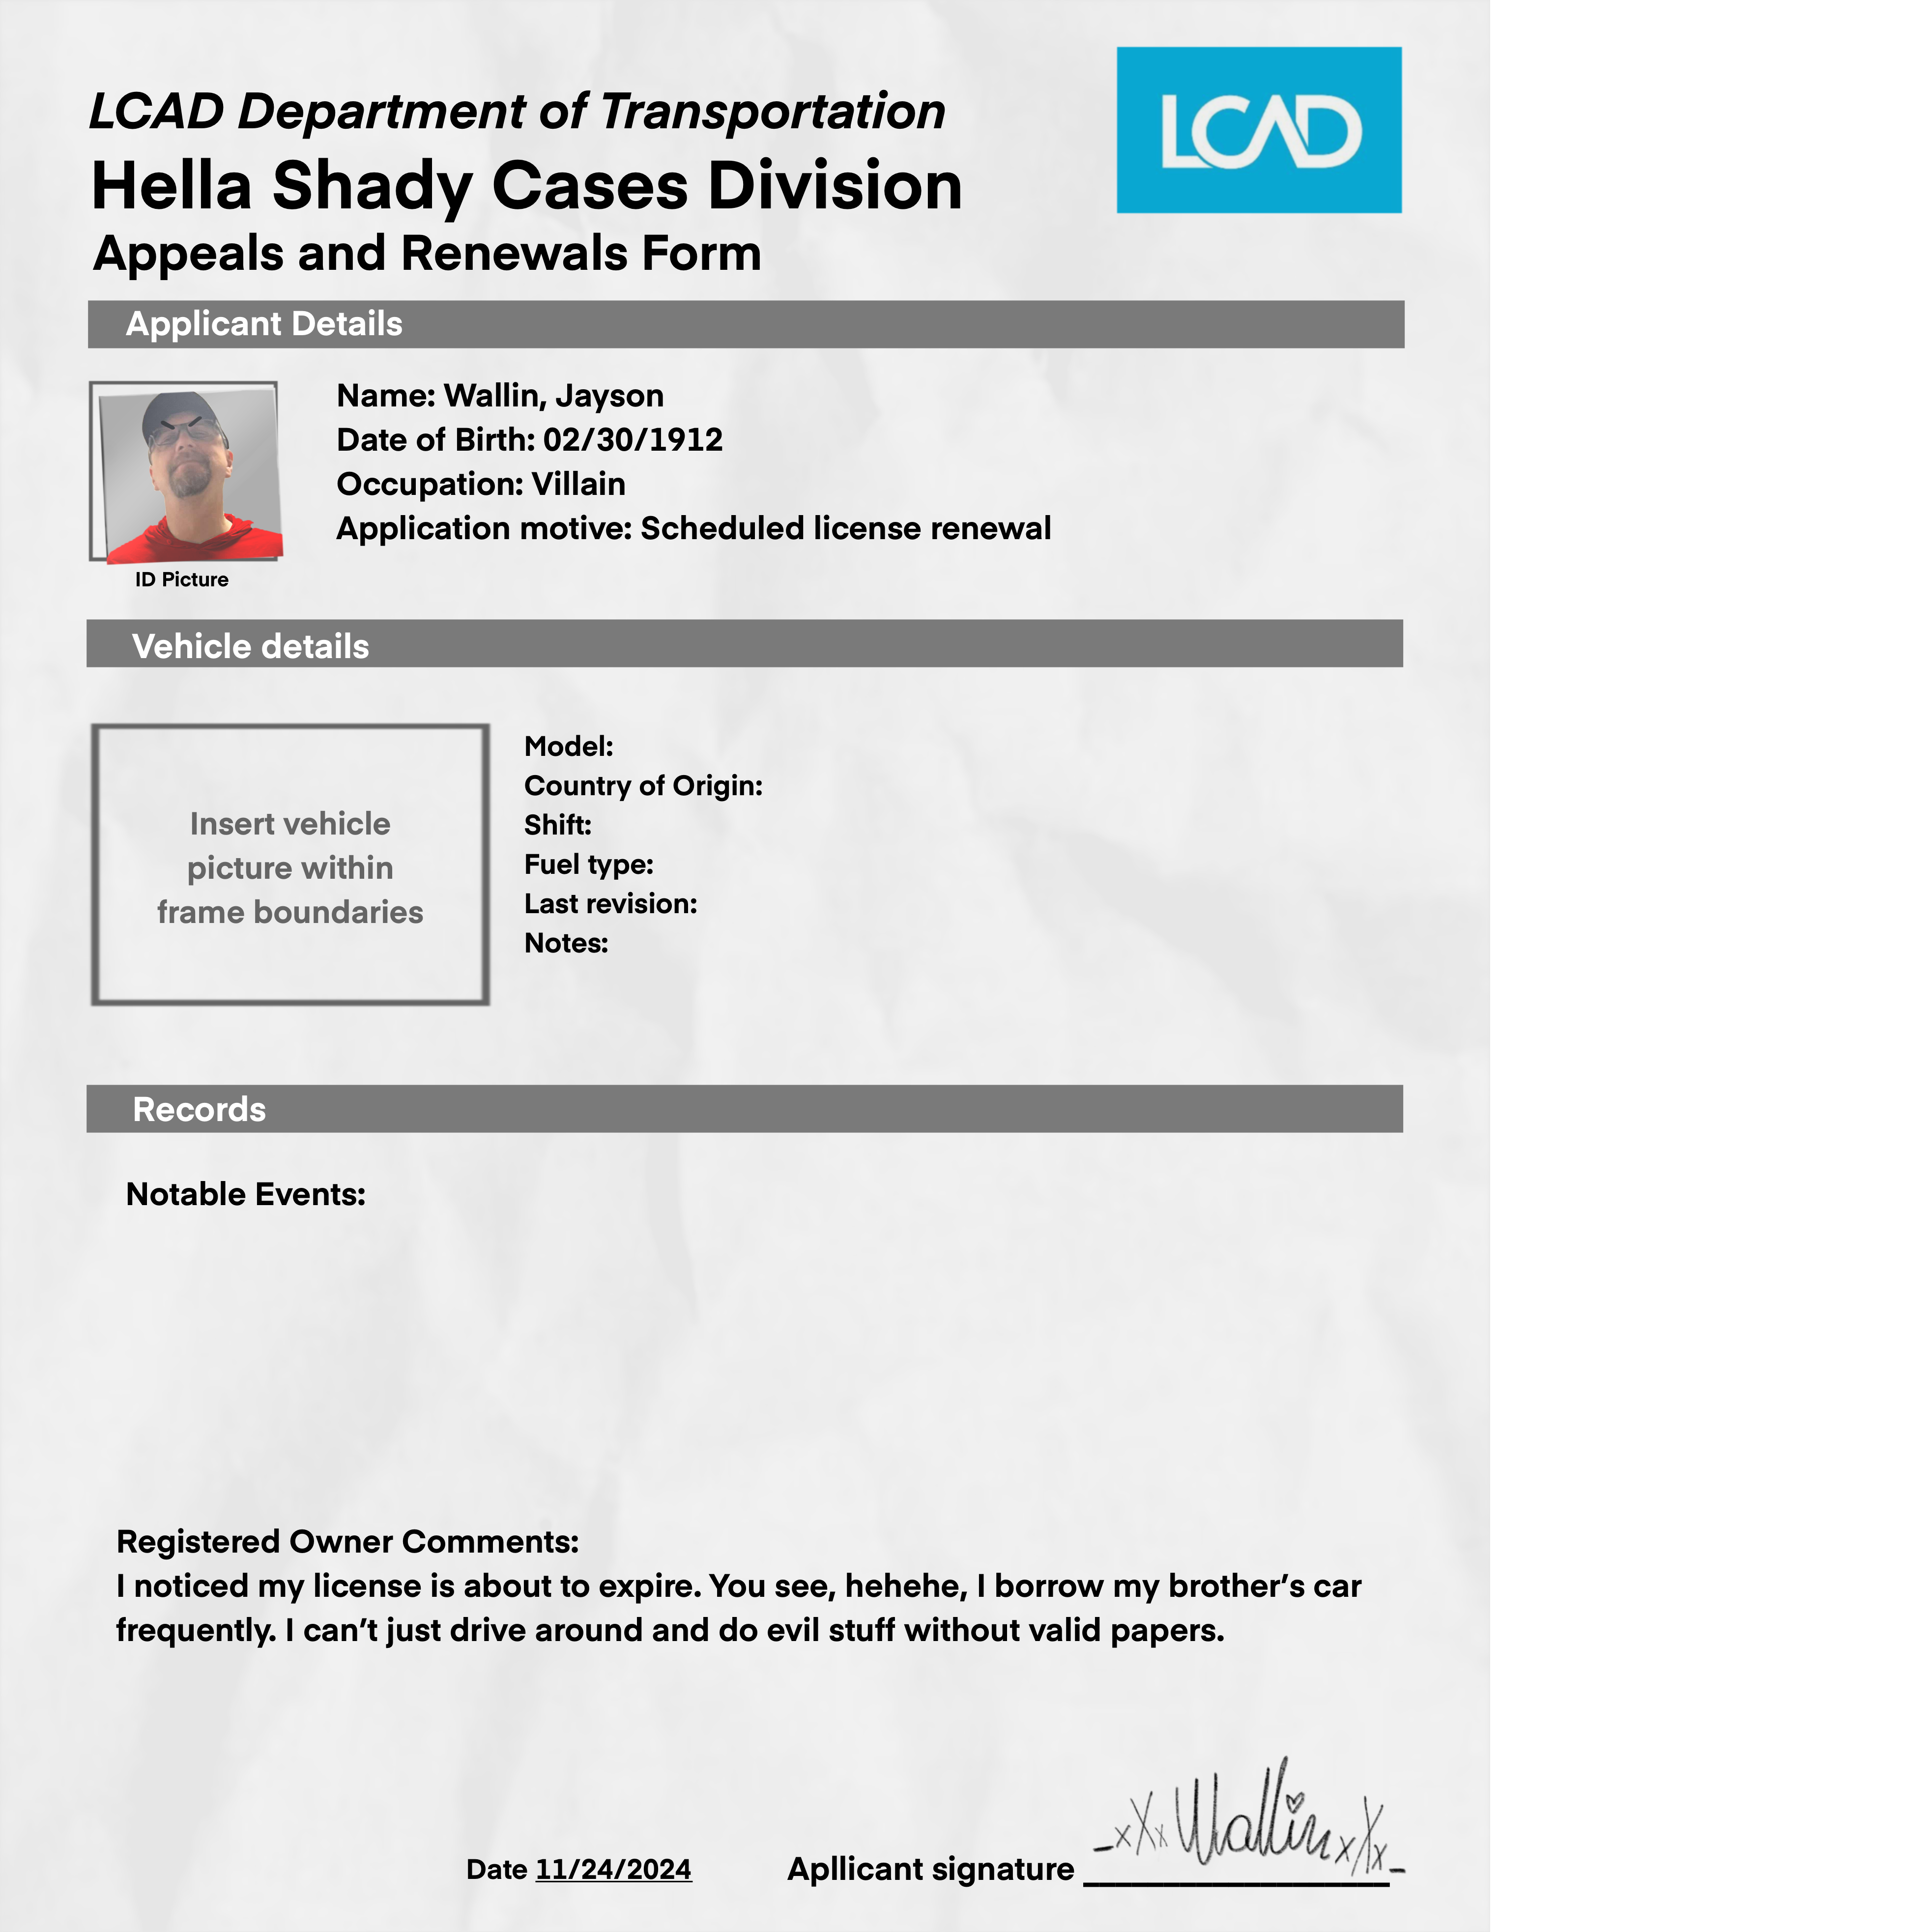 LCAD Department of Transportation
LCAD
Hella Shady Cases Division
Appeals and Renewals Form
Applicant Details
Name: Wallin, Jayson
Date of Birth: 02/30/1912
Occupation: Villain
Application motive: Scheduled license renewal
ID Picture
Vehicle details
Insert vehicle
picture within
frame boundaries
Model:
Country of Origin:
Shift:
Fuel type:
Last revision:
Notes:
Records
Notable Events:
Registered Owner Comments:
I noticed my license is about to expire. You see, hehehe, I borrow my brother’s car
frequently. I can’t just drive around and do evil stuff without valid papers.
Date 11/24/2024
Apllicant signature _xXx Wallin xXx_